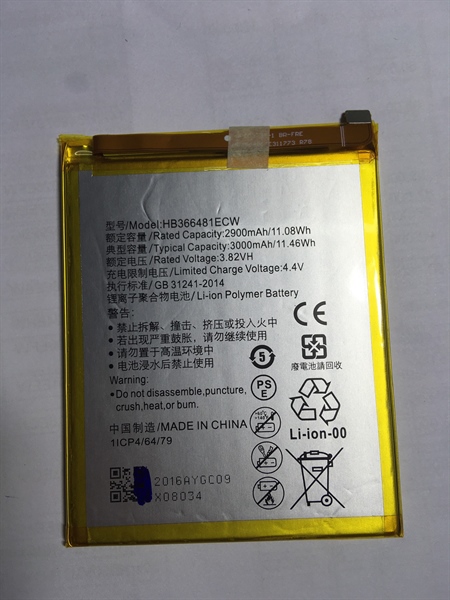 型号/Model:HB366481ECW
额定容量/Rated Capacity:2900mAh/11.08Wh
典型容量/Typical Capacity:3000mAh/11.46Wh
额定电压/Rated Voltage:3.82VH
充电限制电压/Limited Charge Voltage:4.4V
执行标准/GB 31241-2014
锂离子聚合物电池/Li-ion Polymer Battery
警告:
•禁止拆解、撞击、挤压或投入火中
•若出现严重鼓胀,请勿继续使用
•请勿置于高温环境中
•电池浸水后禁止使用
5
廢電池請回收
Warning:
•Do not disassemble,puncture,
crush,heat,or bum.
PS
E
中国制造/MADE IN CHINA
1ICP4/64/79
Li-ion-00
2016AYGC09
X08034